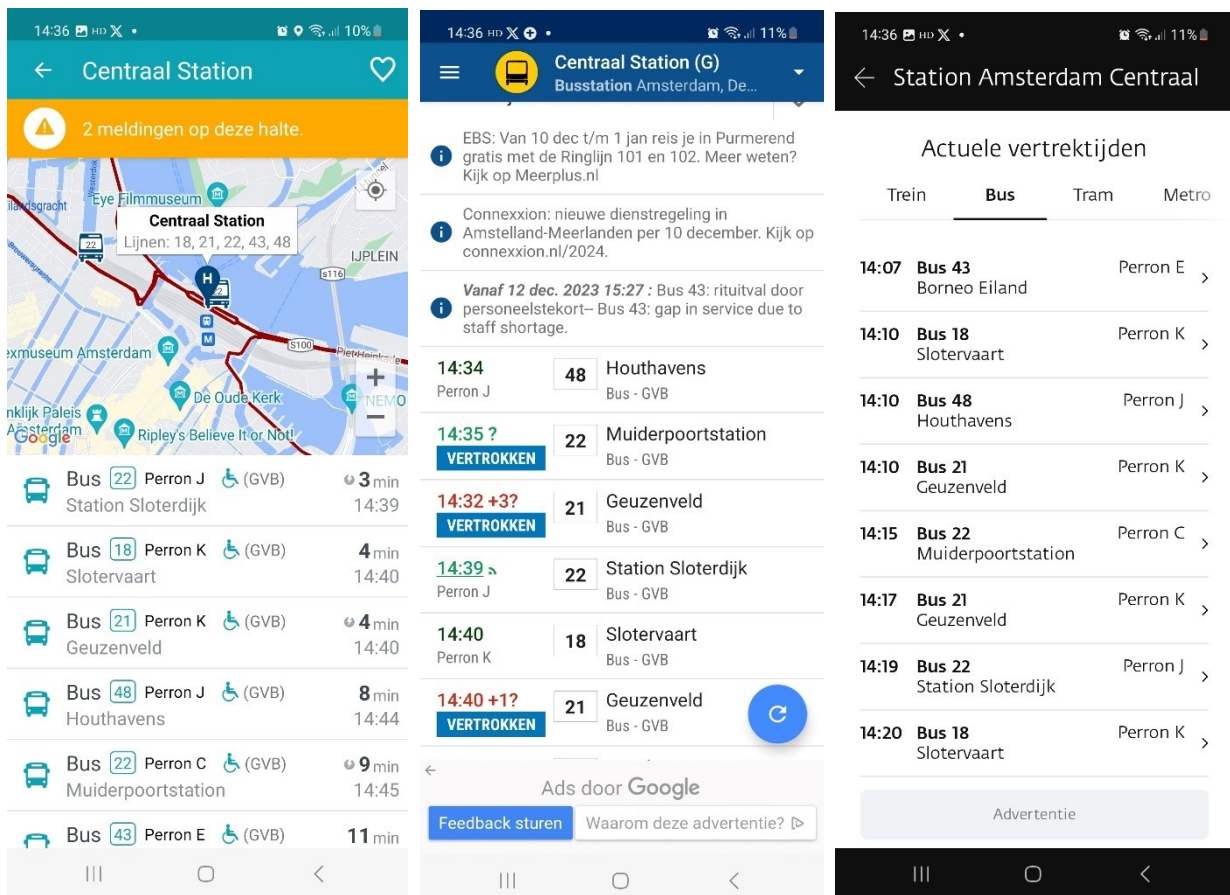 14:36 HD X • 10%
Centraal Station
2 meldingen op deze halte.
Eye Filmmuseum
Centraal Station
Lijnen: 18, 21, 22, 43, 48
22
H
22
IJPLEIN
s116
M
S100
Piet Heinkade
exmuseum Amsterdam
De Oude Kerk
NEMO
nklijk Paleis
Amsterdam
Google
Ripley's Believe It or Not!
+
−
Bus 22 Perron J (GVB) 3 min
Station Sloterdijk 14:39
Bus 18 Perron K (GVB) 4 min
Slotervaart 14:40
Bus 21 Perron K (GVB) 4 min
Geuzenveld 14:40
Bus 48 Perron J (GVB) 8 min
Houthavens 14:44
Bus 22 Perron C (GVB) 9 min
Muiderpoortstation 14:45
Bus 43 Perron E (GVB) 11 min
14:36 HD X • 11%
Centraal Station (G)
Busstation Amsterdam, De...
EBS: Van 10 dec t/m 1 jan reis je in Purmerend
gratis met de Ringlijn 101 en 102. Meer weten?
Kijk op Meerplus.nl
Connexxion: nieuwe dienstregeling in
Amstelland-Meerlanden per 10 december. Kijk op
connexxion.nl/2024.
Vanaf 12 dec. 2023 15:27 : Bus 43: rituitval door
personeelstekort– Bus 43: gap in service due to
staff shortage.
14:34 48 Houthavens
Perron J Bus - GVB
14:35 ? 22 Muiderpoortstation
VERTROKKEN Bus - GVB
14:32 +3? 21 Geuzenveld
VERTROKKEN Bus - GVB
14:39 22 Station Sloterdijk
Perron J Bus - GVB
14:40 18 Slotervaart
Perron K Bus - GVB
14:40 +1? 21 Geuzenveld
VERTROKKEN Bus - GVB
Ads door Google
Feedback sturen Waarom deze advertentie?
14:36 HD X • 11%
Station Amsterdam Centraal
Actuele vertrektijden
Trein Bus Tram Metro
14:07 Bus 43 Perron E
Borneo Eiland
14:10 Bus 18 Perron K
Slotervaart
14:10 Bus 48 Perron J
Houthavens
14:10 Bus 21 Perron K
Geuzenveld
14:15 Bus 22 Perron C
Muiderpoortstation
14:17 Bus 21 Perron K
Geuzenveld
14:19 Bus 22 Perron J
Station Sloterdijk
14:20 Bus 18 Perron K
Slotervaart
Advertentie